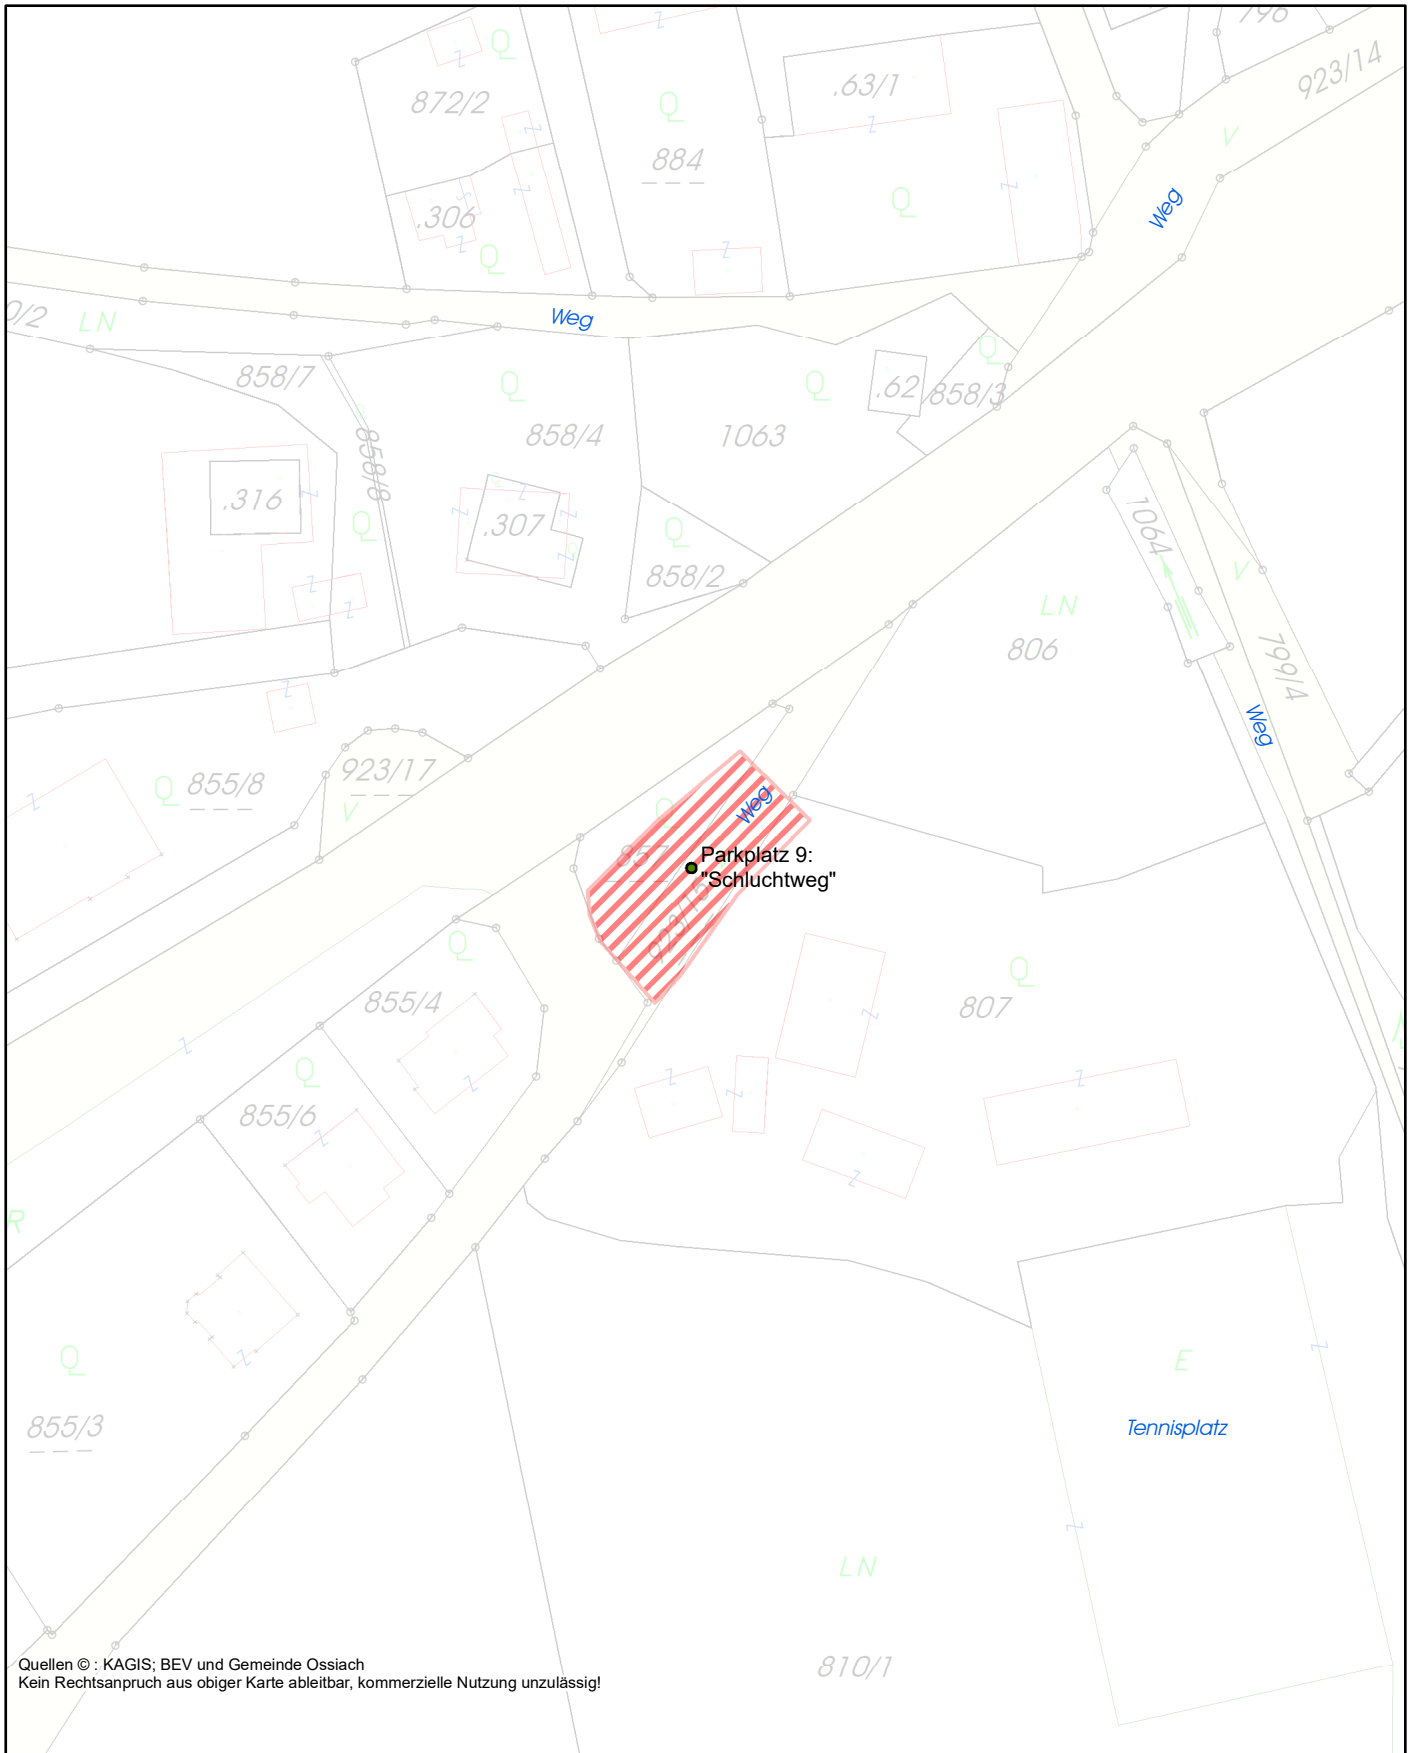 796
923/14
872/2
.63/1
884
V
Q
Q
Q
Q
.306
Weg
0/2
LN
Weg
858/7
Q
Q
Q
.62
858/3
858/4
1063
858/8
.316
.307
Q
Q
858/2
1064
V
LN
806
799/4
Weg
855/8
Q
923/17
V
Q
Weg
857
Parkplatz 9:
"Schluchtweg"
Q
855/4
Q
807
Q
855/6
R
Q
855/3
E
Tennisplatz
LN
810/1
Quellen © : KAGIS; BEV und Gemeinde Ossiach
Kein Rechtsanspruch aus obiger Karte ableitbar, kommerzielle Nutzung unzulässig!